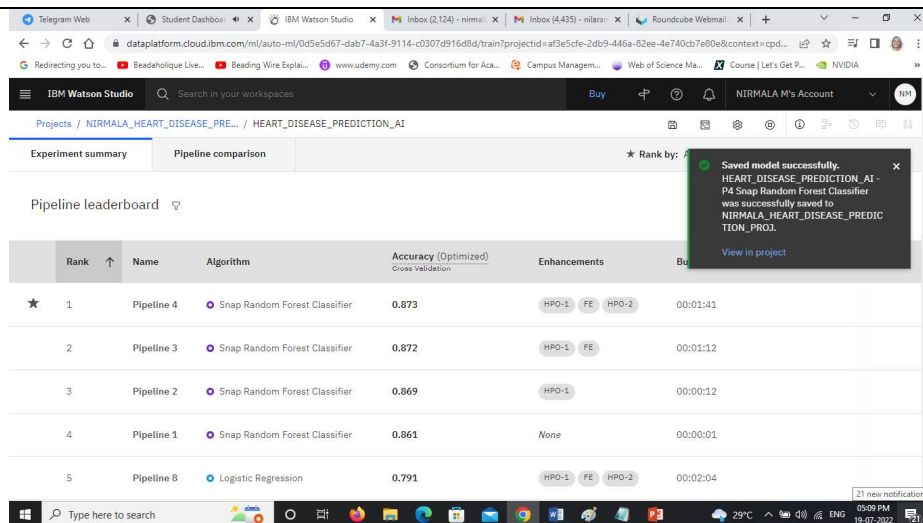 Telegram Web
Student Dashboar
IBM Watson Studio
Inbox (2,124) - nirmal
Inbox (4,435) - nilaran
Roundcube Webmail
dataplatform.cloud.ibm.com/ml/auto-ml/0d5e5d67-dab7-4a3f-9114-c0307d916d8d/train?projectid=af3e5cfe-2db9-446a-82ee-4e740cb7e80e&context=cpd...
Redirecting you to...
Beadaholique Live...
Beading Wire Explai...
www.udemy.com
Consortium for Aca...
Campus Managem...
Web of Science Ma...
Course | Let's Get P...
NVIDIA
IBM Watson Studio
Search in your workspaces
Buy
NIRMALA M's Account
NM
Projects / NIRMALA_HEART_DISEASE_PRE... / HEART_DISEASE_PREDICTION_AI
Experiment summary
Pipeline comparison
Rank by:
Saved model successfully.
HEART_DISEASE_PREDICTION_AI -
P4 Snap Random Forest Classifier
was successfully saved to
NIRMALA_HEART_DISEASE_PREDIC
TION_PROJ.
View in project
Pipeline leaderboard
Rank Name Algorithm Accuracy (Optimized) Enhancements Bu
Cross Validation
1 Pipeline 4 Snap Random Forest Classifier 0.873 HPO-1 FE HPO-2 00:01:41
2 Pipeline 3 Snap Random Forest Classifier 0.872 HPO-1 FE 00:01:12
3 Pipeline 2 Snap Random Forest Classifier 0.869 HPO-1 00:00:12
4 Pipeline 1 Snap Random Forest Classifier 0.861 None 00:00:01
5 Pipeline 8 Logistic Regression 0.791 HPO-1 FE HPO-2 00:02:04
21 new notification
Type here to search
29°C
ENG
05:09 PM
19-07-2022
21